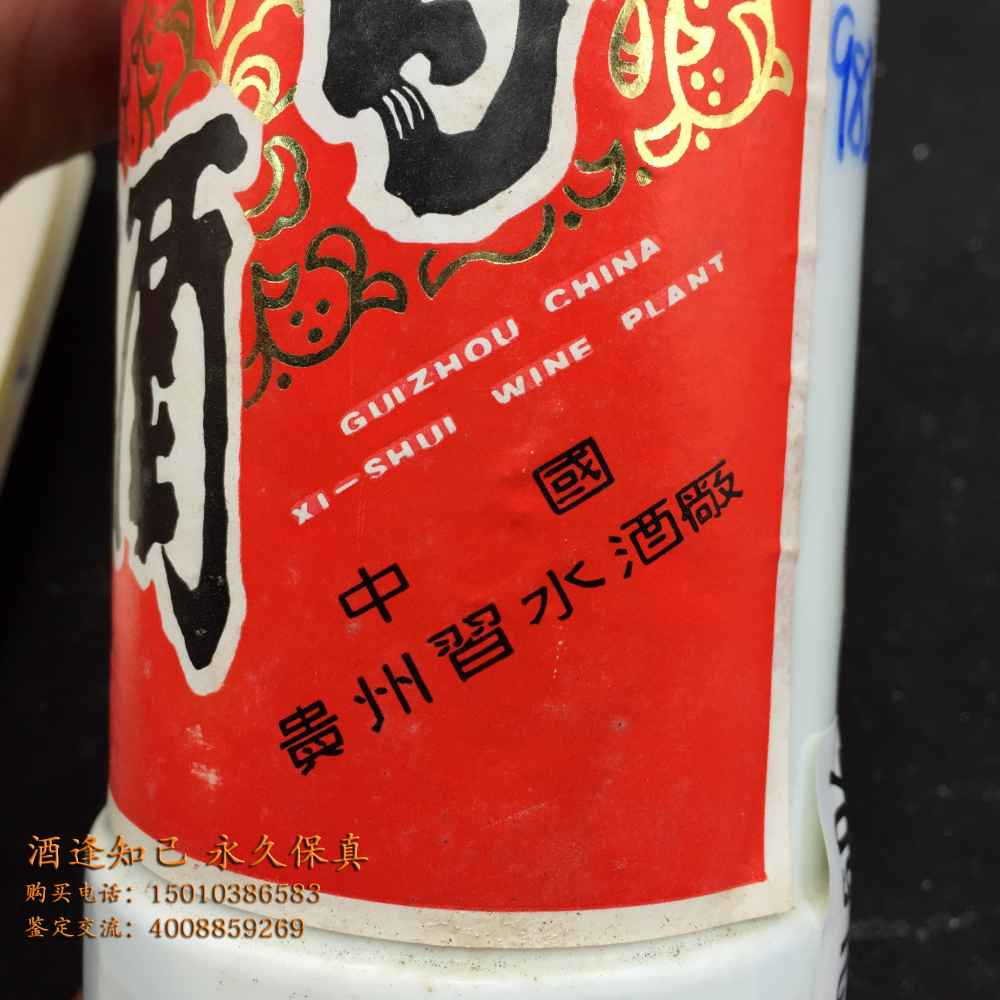 酒
GUIZHOU CHINA
XI-SHUI WINE PLANT
中國
貴州習水酒廠
酒逢知己 永久保真
购买电话：15010386583
鉴定交流：4008859269